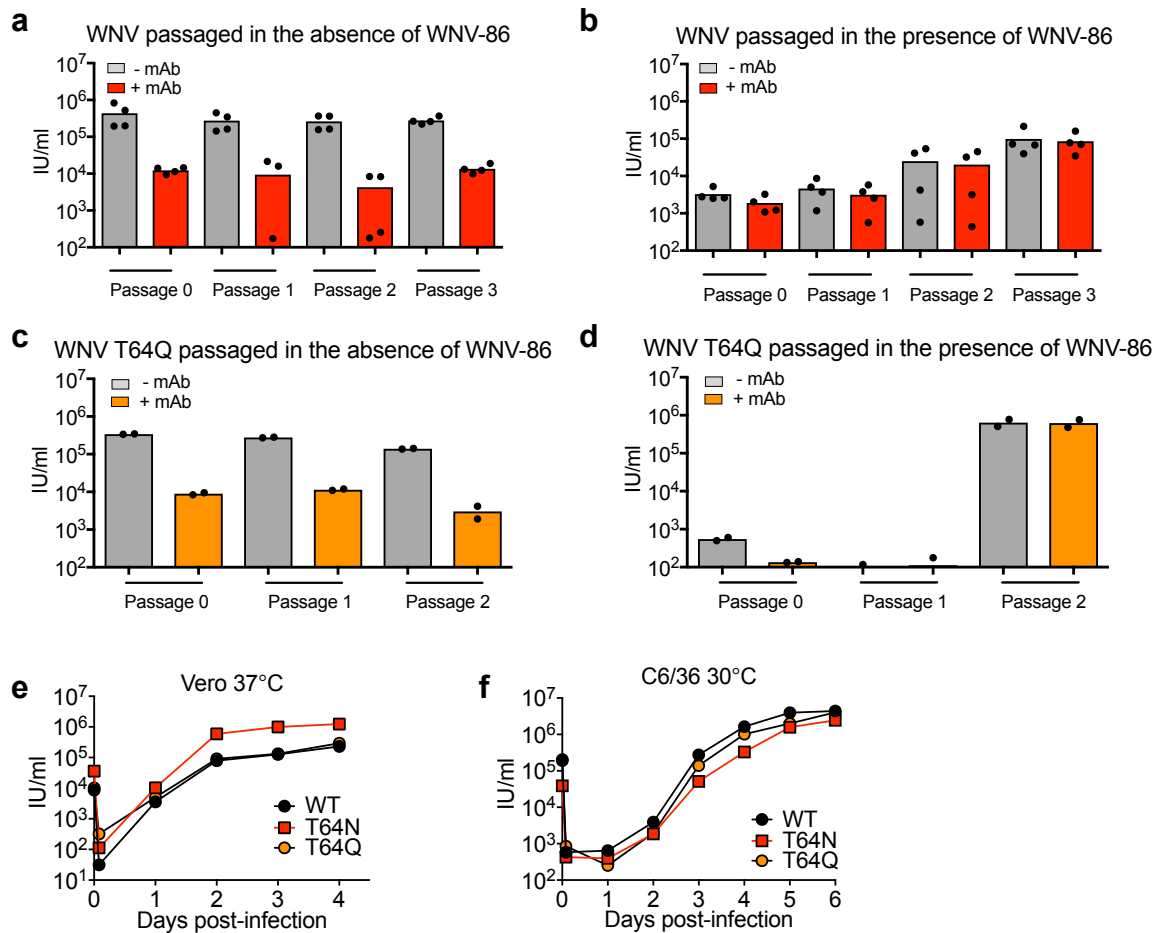 a
WNV passaged in the absence of WNV-86
- mAb
+ mAb
IU/ml
10⁷
10⁶
10⁵
10⁴
10³
10²
Passage 0 Passage 1 Passage 2 Passage 3
b
WNV passaged in the presence of WNV-86
- mAb
+ mAb
IU/ml
10⁷
10⁶
10⁵
10⁴
10³
10²
Passage 0 Passage 1 Passage 2 Passage 3
c
WNV T64Q passaged in the absence of WNV-86
- mAb
+ mAb
IU/ml
10⁷
10⁶
10⁵
10⁴
10³
10²
Passage 0 Passage 1 Passage 2
d
WNV T64Q passaged in the presence of WNV-86
- mAb
+ mAb
IU/ml
10⁷
10⁶
10⁵
10⁴
10³
10²
Passage 0 Passage 1 Passage 2
e
Vero 37°C
IU/ml
10⁷
10⁶
10⁵
10⁴
10³
10²
10¹
WT
T64N
T64Q
0 1 2 3 4
Days post-infection
f
C6/36 30°C
IU/ml
10⁷
10⁶
10⁵
10⁴
10³
10²
WT
T64N
T64Q
0 1 2 3 4 5 6
Days post-infection